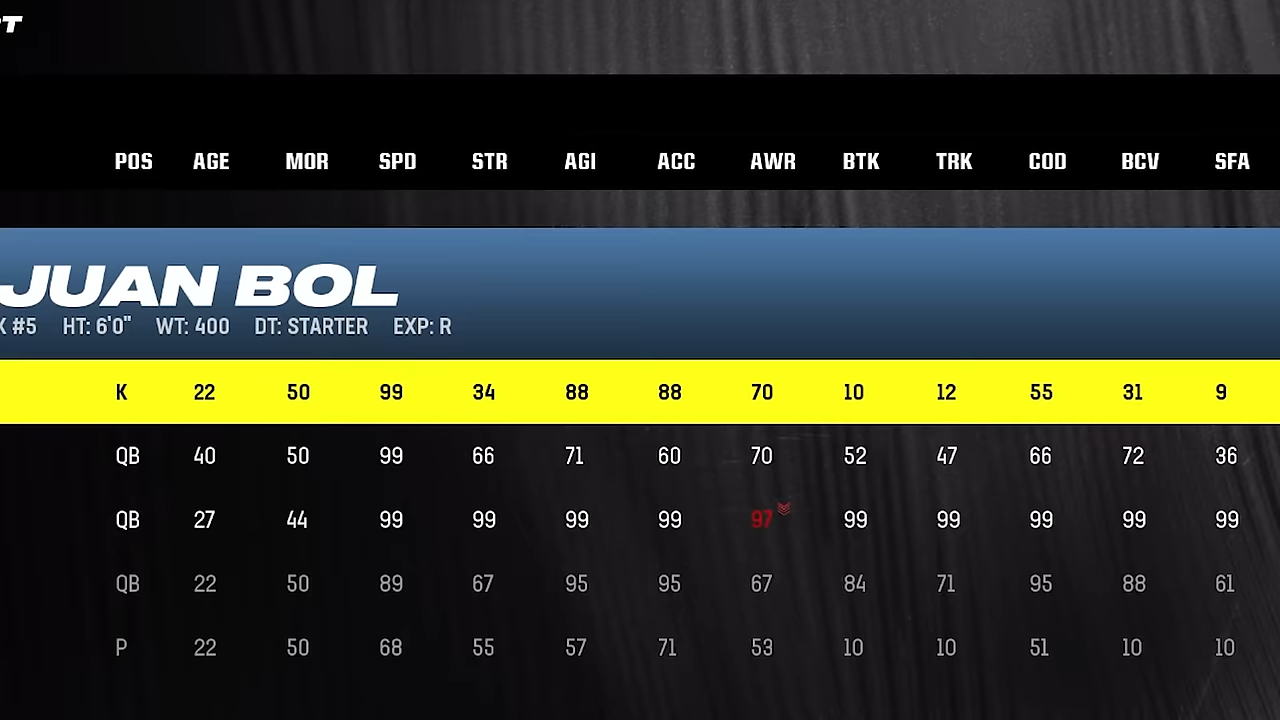 POS AGE MOR SPD STR AGI ACC AWR BTK TRK COD BCV SFA
JUAN BOL
#5 HT: 6'0" WT: 400 DT: STARTER EXP: R
K 22 50 99 34 88 88 70 10 12 55 31 9
QB 40 50 99 66 71 60 70 52 47 66 72 36
QB 27 44 99 99 99 99 97 99 99 99 99 99
QB 22 50 89 67 95 95 67 84 71 95 88 61
P 22 50 68 55 57 71 53 10 10 51 10 10